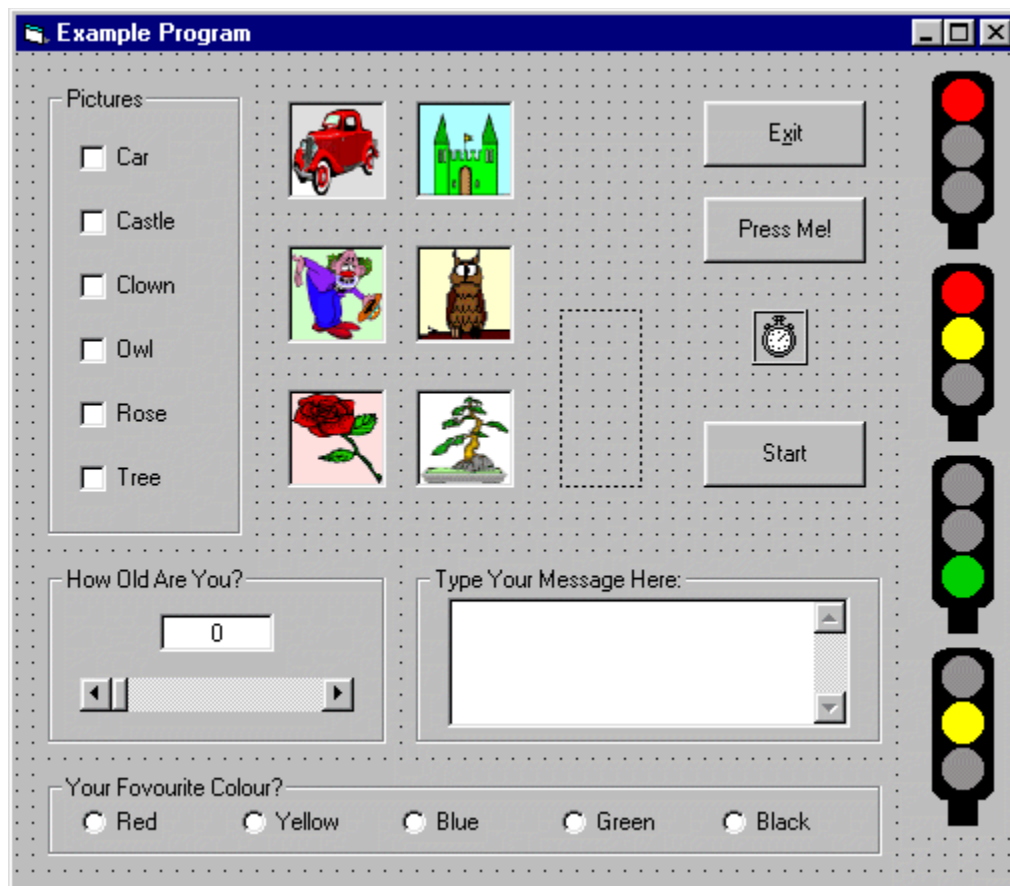 Example Program
Pictures
Car
Castle
Clown
Owl
Rose
Tree
Exit
Press Me!
Start
How Old Are You?
0
Type Your Message Here:
Your Fovourite Colour?
Red
Yellow
Blue
Green
Black